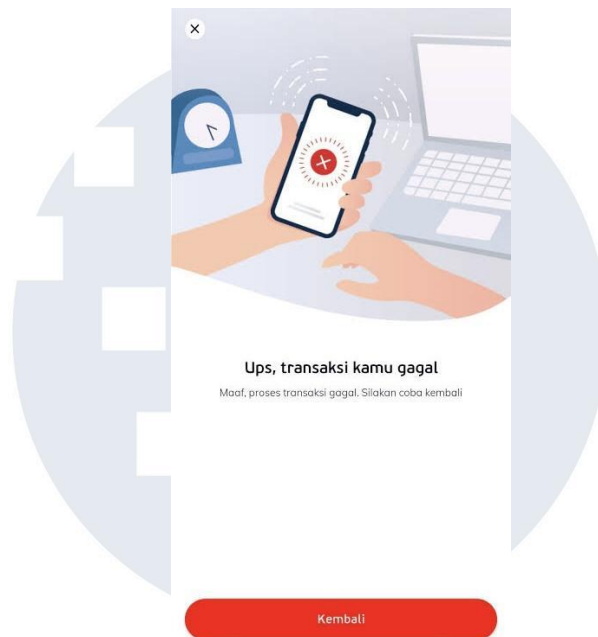 Ups, transaksi kamu gagal
Maaf, proses transaksi gagal. Silakan coba kembali
Kembali